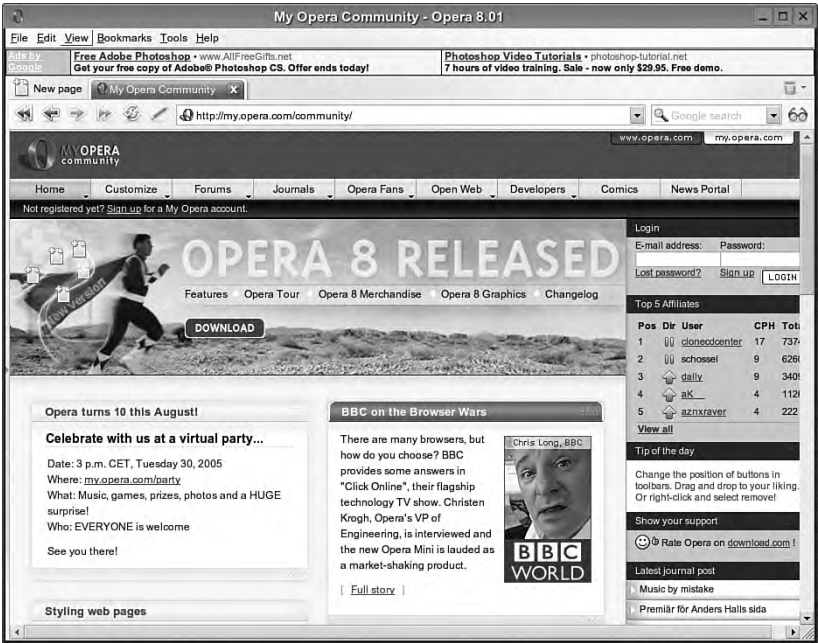 My Opera Community - Opera 8.01
File Edit View Bookmarks Tools Help
Ads by Google
Free Adobe Photoshop • www.AllFreeGifts.net
Get your free copy of Adobe® Photoshop CS. Offer ends today!
Photoshop Video Tutorials • photoshop-tutorial.net
7 hours of video training. Sale - now only $29.95. Free demo.
New page
My Opera Community
http://my.opera.com/community/
Google search
www.opera.com my.opera.com
MYOPERA
community
Home Customize Forums Journals Opera Fans Open Web Developers Comics News Portal
Not registered yet? Sign up for a My Opera account.
New version
OPERA 8 RELEASED
Features Opera Tour Opera 8 Merchandise Opera 8 Graphics Changelog
DOWNLOAD
Opera turns 10 this August!
Celebrate with us at a virtual party...
Date: 3 p.m. CET, Tuesday 30, 2005
Where: my.opera.com/party
What: Music, games, prizes, photos and a HUGE
surprise!
Who: EVERYONE is welcome
See you there!
Styling web pages
BBC on the Browser Wars
There are many browsers, but
how do you choose? BBC
provides some answers in
"Click Online", their flagship
technology TV show. Christen
Krogh, Opera's VP of
Engineering, is interviewed and
the new Opera Mini is lauded as
a market-shaking product.
[ Full story ]
Chris Long, BBC
BBC
WORLD
Login
E-mail address: Password:
Lost password? Sign up LOGIN
Top 5 Affiliates
Pos Dir User CPH Tota
1 clonecdcenter 17 7374
2 schossel 9 6260
3 dally 9 3409
4 aK__ 4 1126
5 aznxraver 4 222
View all
Tip of the day
Change the position of buttons in
toolbars. Drag and drop to your liking.
Or right-click and select remove!
Show your support
Rate Opera on download.com !
Latest journal post
Music by mistake
Premiär för Anders Halls sida